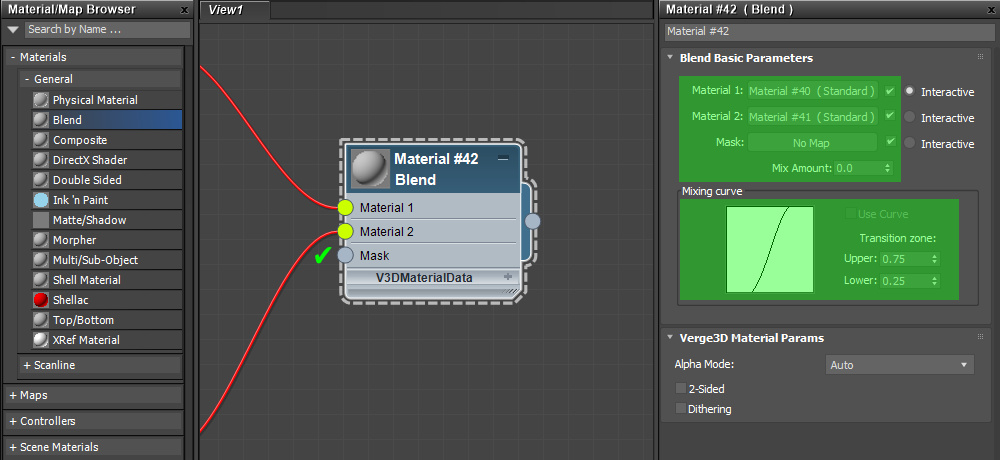 Material/Map Browser x
Search by Name ...
- Materials
- General
Physical Material
Blend
Composite
DirectX Shader
Double Sided
Ink 'n Paint
Matte/Shadow
Morpher
Multi/Sub-Object
Shell Material
Shellac
Top/Bottom
XRef Material
+ Scanline
+ Maps
+ Controllers
+ Scene Materials
View1
Material #42
Blend
Material 1
Material 2
Mask
V3DMaterialData +
Material #42 ( Blend ) x
Material #42
Blend Basic Parameters
Material 1: Material #40 ( Standard ) Interactive
Material 2: Material #41 ( Standard ) Interactive
Mask: No Map Interactive
Mix Amount: 0.0
Mixing curve
Use Curve
Transition zone:
Upper: 0.75
Lower: 0.25
Verge3D Material Params
Alpha Mode: Auto
2-Sided
Dithering